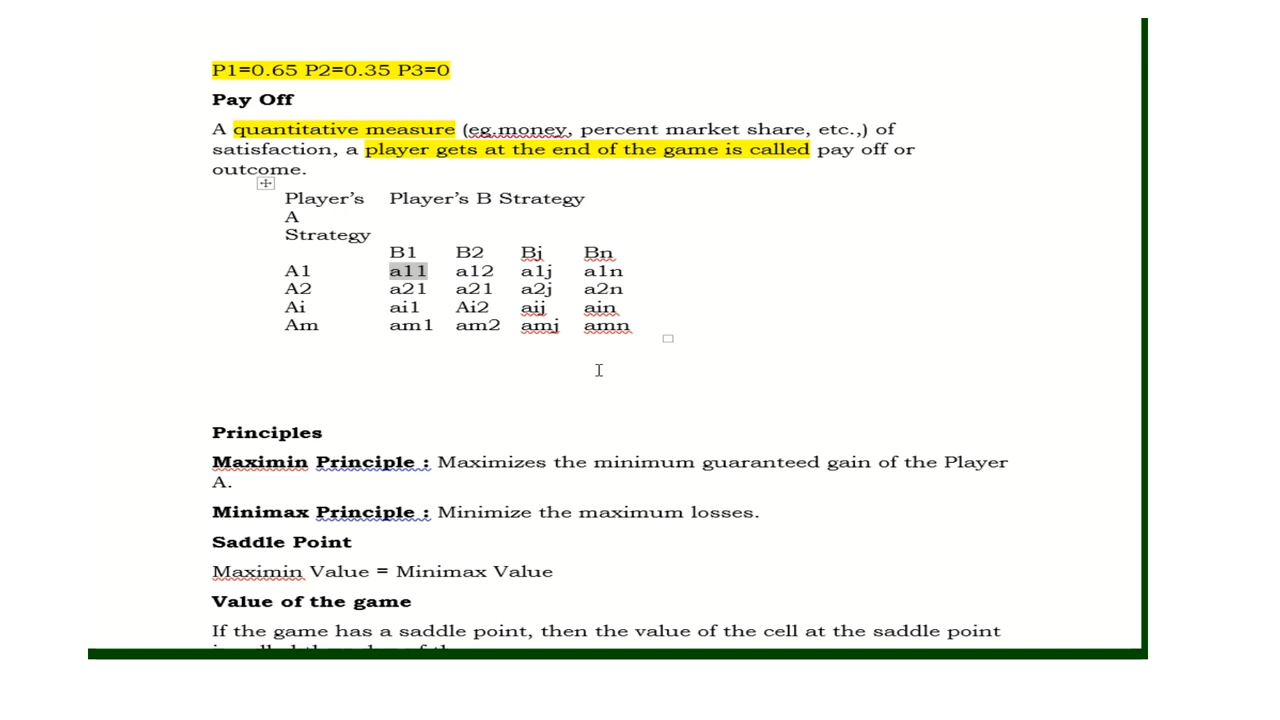 P1=0.65 P2=0.35 P3=0
Pay Off
A quantitative measure (eg.money, percent market share, etc.,) of
satisfaction, a player gets at the end of the game is called pay off or
outcome.
Player's Player's B Strategy
A
Strategy
B1 B2 Bj Bn
A1 a11 a12 a1j a1n
A2 a21 a21 a2j a2n
Ai ai1 Ai2 aij ain
Am am1 am2 amj amn
Principles
Maximin Principle : Maximizes the minimum guaranteed gain of the Player
A.
Minimax Principle : Minimize the maximum losses.
Saddle Point
Maximin Value = Minimax Value
Value of the game
If the game has a saddle point, then the value of the cell at the saddle point